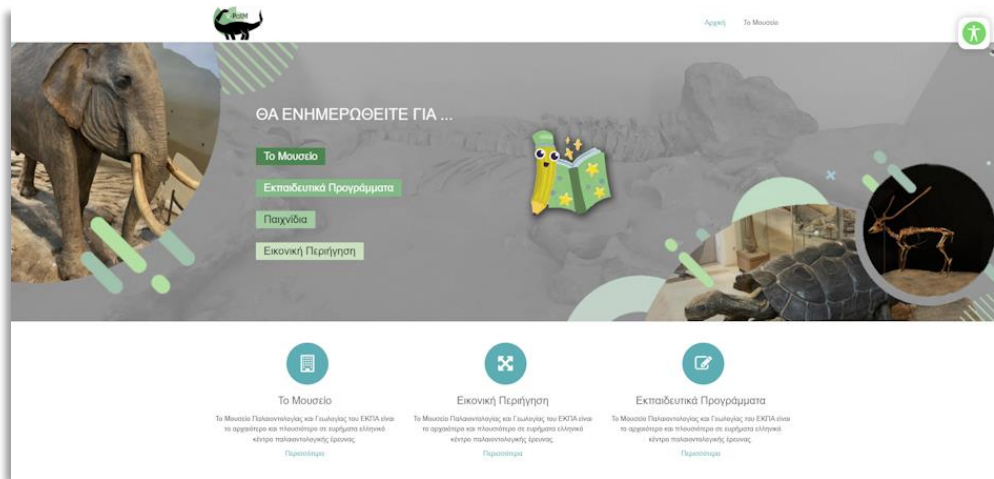 PalM
Αρχική Το Μουσείο
ΘΑ ΕΝΗΜΕΡΩΘΕΙΤΕ ΓΙΑ ...
Το Μουσείο
Εκπαιδευτικά Προγράμματα
Παιχνίδια
Εικονική Περιήγηση
Το Μουσείο
Το Μουσείο Παλαιοντολογίας και Γεωλογίας του ΕΚΠΑ είναι
το αρχαιότερο και πλουσιότερο σε ευρήματα ελληνικό
κέντρο παλαιοντολογικής έρευνας.
Περισσότερα
Εικονική Περιήγηση
Το Μουσείο Παλαιοντολογίας και Γεωλογίας του ΕΚΠΑ είναι
το αρχαιότερο και πλουσιότερο σε ευρήματα ελληνικό
κέντρο παλαιοντολογικής έρευνας.
Περισσότερα
Εκπαιδευτικά Προγράμματα
Το Μουσείο Παλαιοντολογίας και Γεωλογίας του ΕΚΠΑ είναι
το αρχαιότερο και πλουσιότερο σε ευρήματα ελληνικό
κέντρο παλαιοντολογικής έρευνας.
Περισσότερα